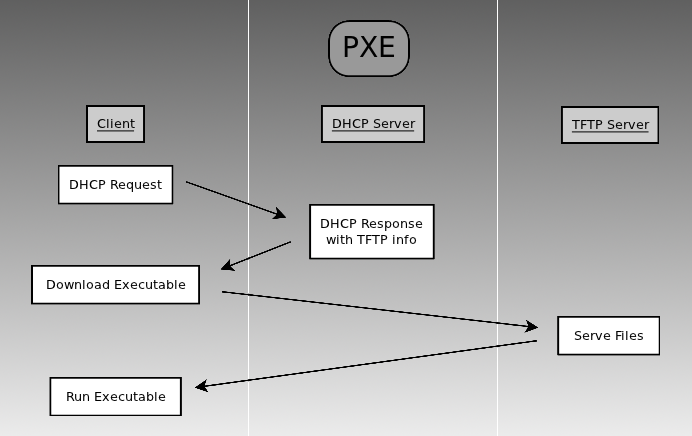 PXE
Client
DHCP Server
TFTP Server
DHCP Request
DHCP Response
with TFTP info
Download Executable
Serve Files
Run Executable